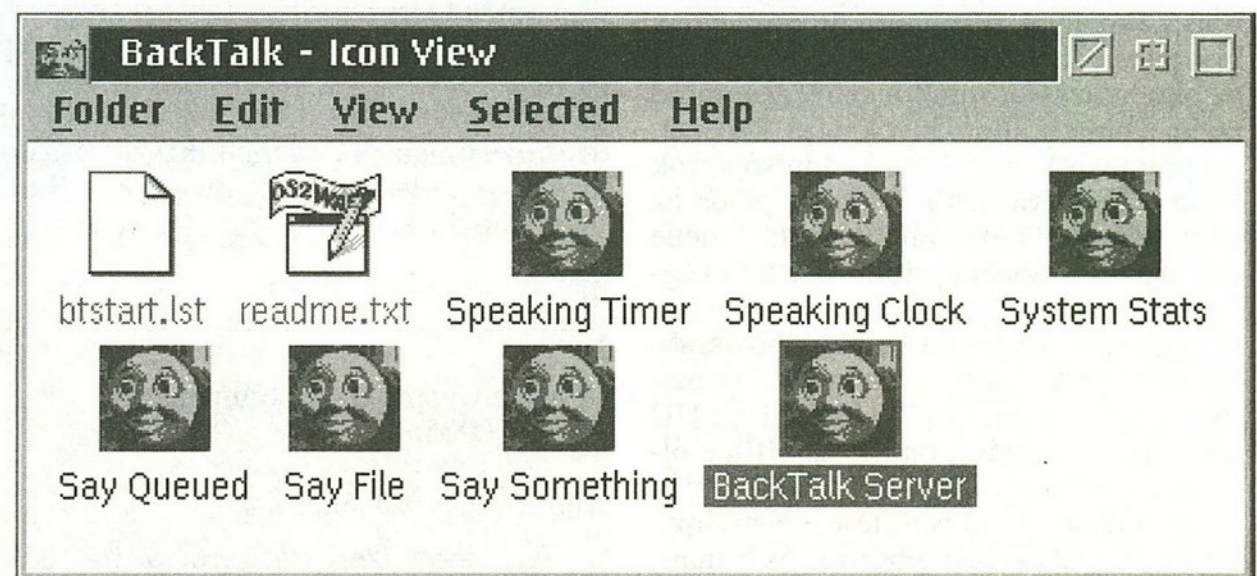 BackTalk - Icon View
Folder Edit View Selected Help
OS2WAREZ
btstart.lst readme.txt Speaking Timer Speaking Clock System Stats
Say Queued Say File Say Something BackTalk Server